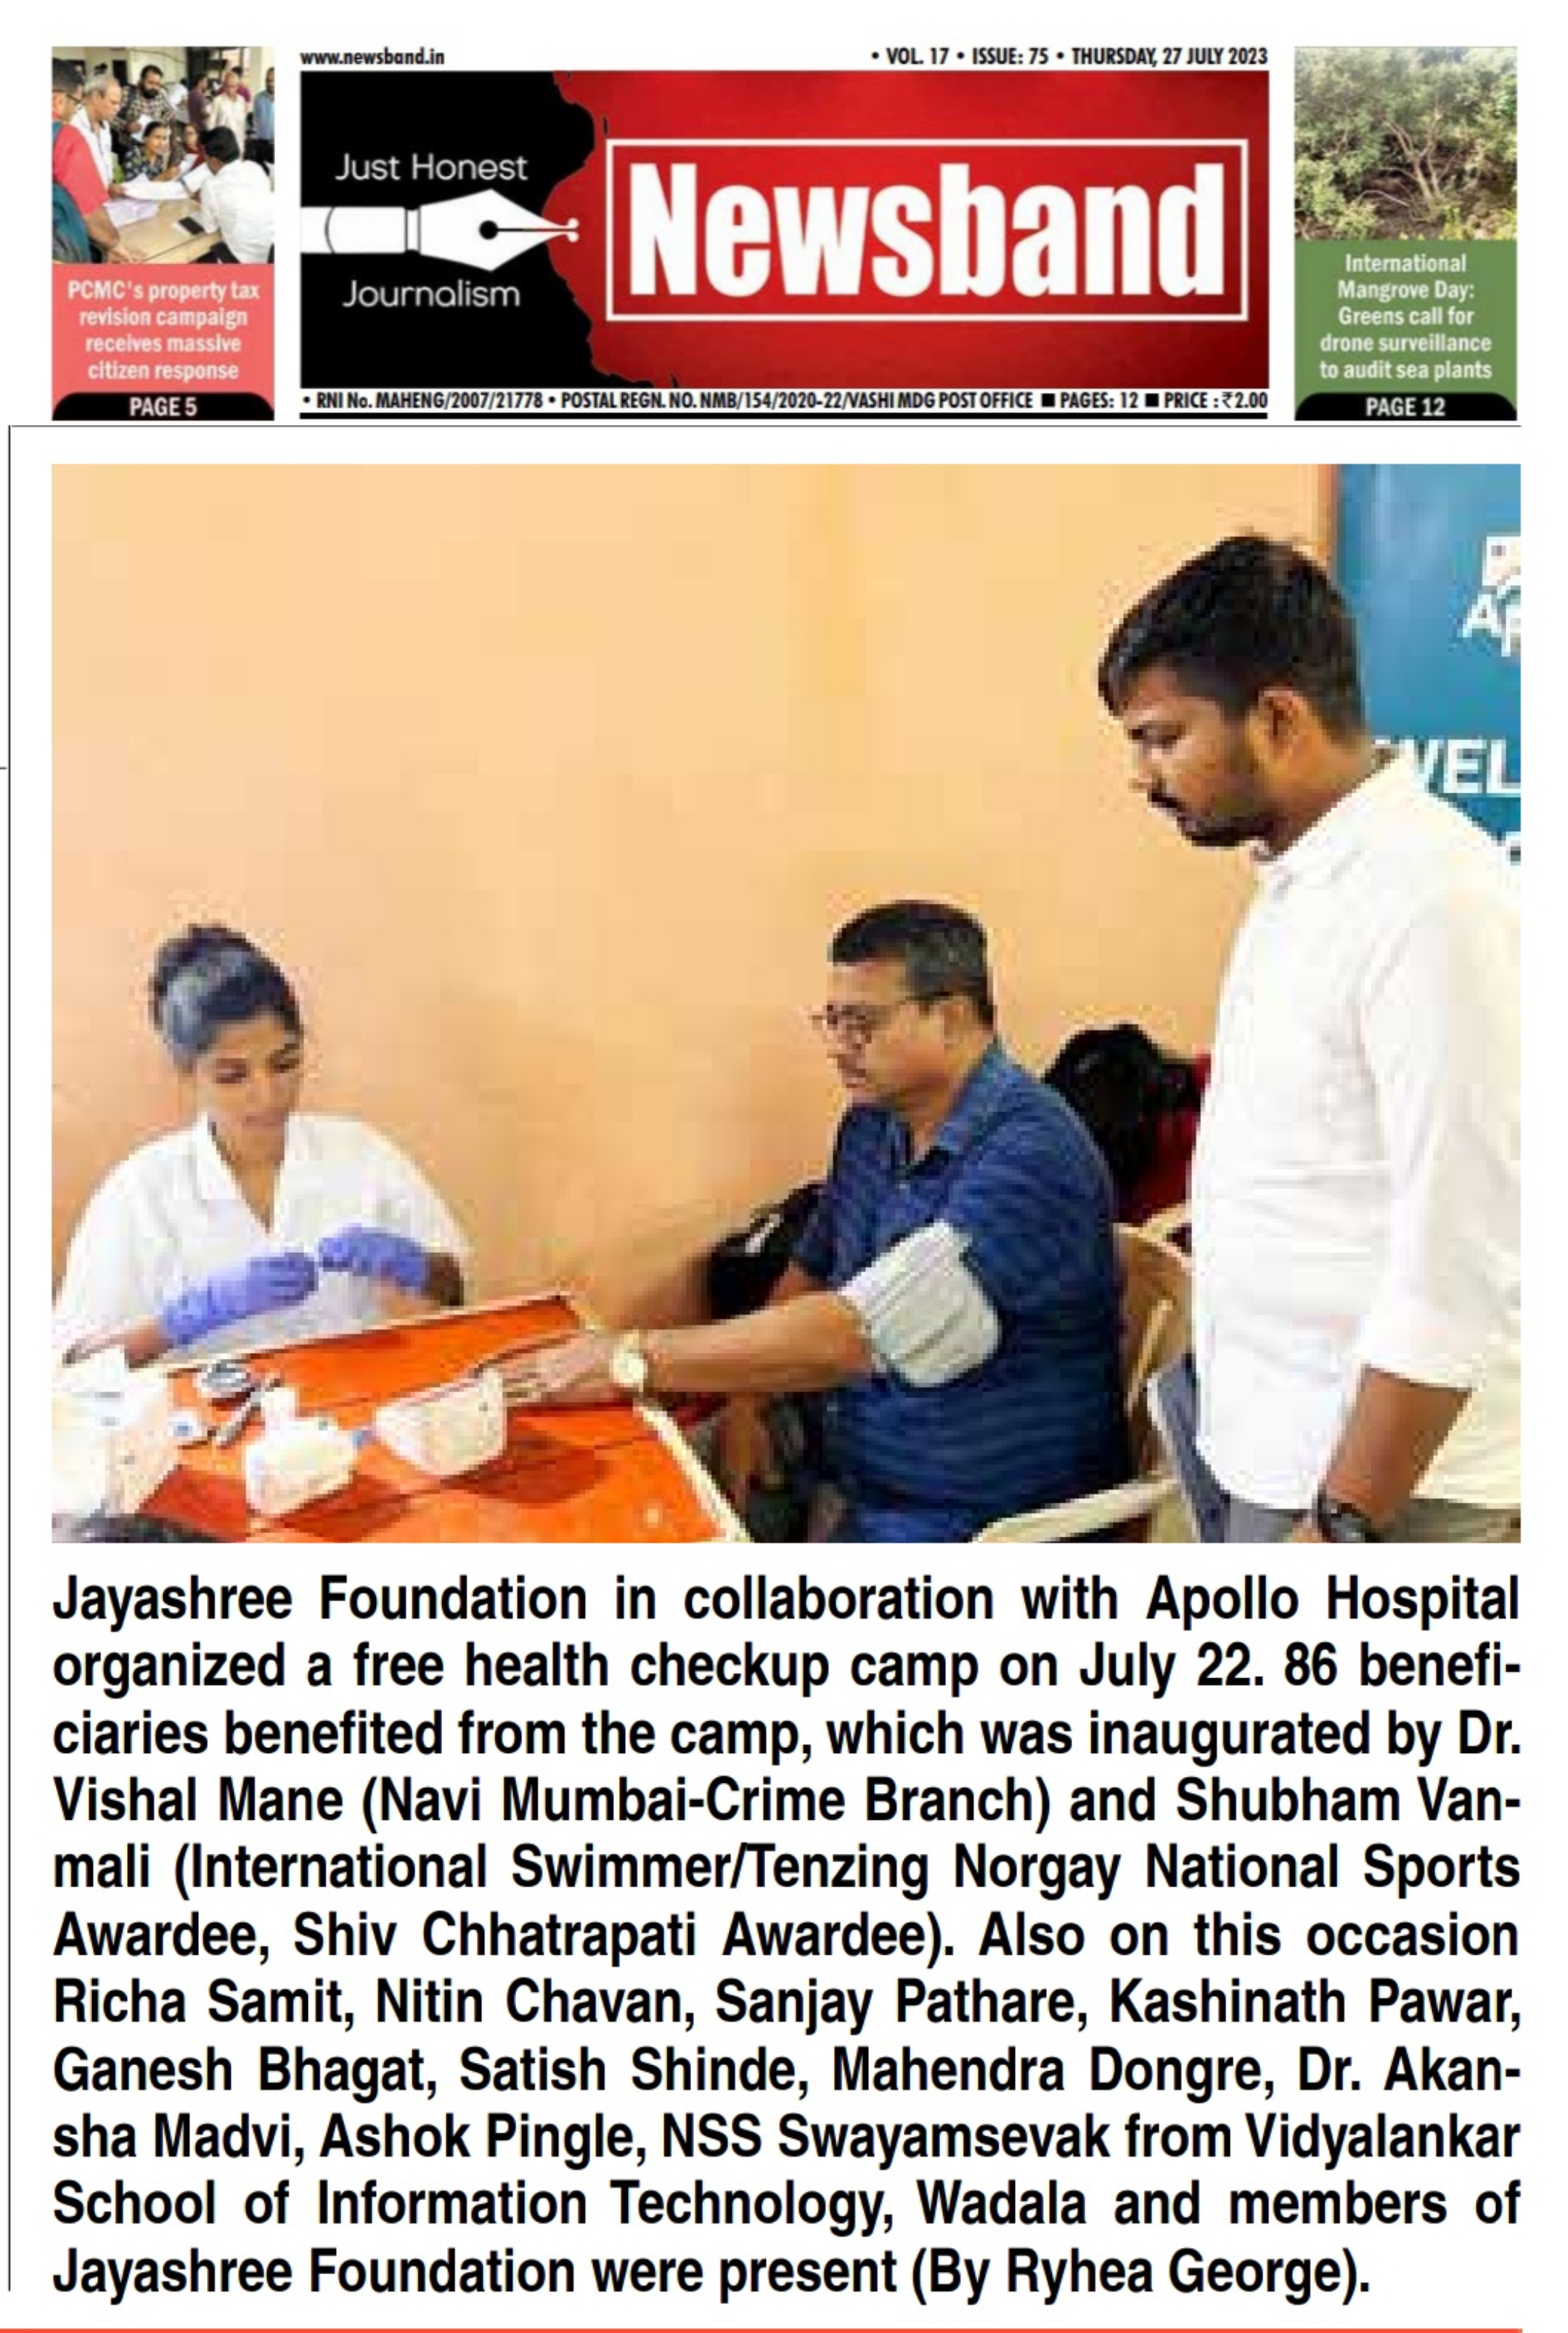 www.newsband.in
• VOL. 17 • ISSUE: 75 • THURSDAY, 27 JULY 2023
Just Honest
Journalism
Newsband
• RNI No. MAHENG/2007/21778 • POSTAL REGN. NO. NMB/154/2020-22/VASHI MDG POST OFFICE ■ PAGES: 12 ■ PRICE : ₹2.00
PCMC's property tax
revision campaign
receives massive
citizen response
PAGE 5
International
Mangrove Day:
Greens call for
drone surveillance
to audit sea plants
PAGE 12
Jayashree Foundation in collaboration with Apollo Hospital
organized a free health checkup camp on July 22. 86 benefi-
ciaries benefited from the camp, which was inaugurated by Dr.
Vishal Mane (Navi Mumbai-Crime Branch) and Shubham Van-
mali (International Swimmer/Tenzing Norgay National Sports
Awardee, Shiv Chhatrapati Awardee). Also on this occasion
Richa Samit, Nitin Chavan, Sanjay Pathare, Kashinath Pawar,
Ganesh Bhagat, Satish Shinde, Mahendra Dongre, Dr. Akan-
sha Madvi, Ashok Pingle, NSS Swayamsevak from Vidyalankar
School of Information Technology, Wadala and members of
Jayashree Foundation were present (By Ryhea George).